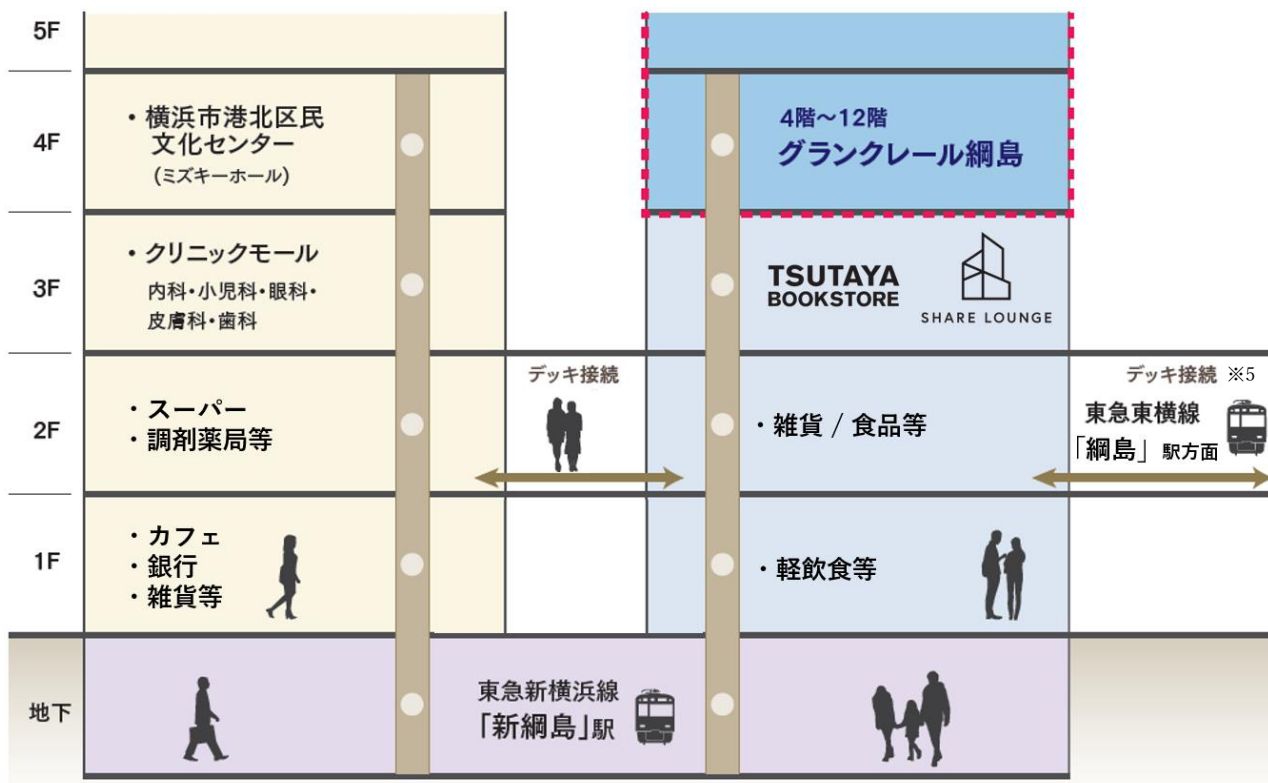 5F
4F
・横浜市港北区民
文化センター
(ミズキーホール)
4階～12階
グランクレール綱島
3F
・クリニックモール
内科・小児科・眼科・
皮膚科・歯科
TSUTAYA
BOOKSTORE
SHARE LOUNGE
2F
・スーパー
・調剤薬局等
デッキ接続
・雑貨 / 食品等
デッキ接続 ※5
東急東横線
「綱島」駅方面
1F
・カフェ
・銀行
・雑貨等
・軽飲食等
地下
東急新横浜線
「新綱島」駅